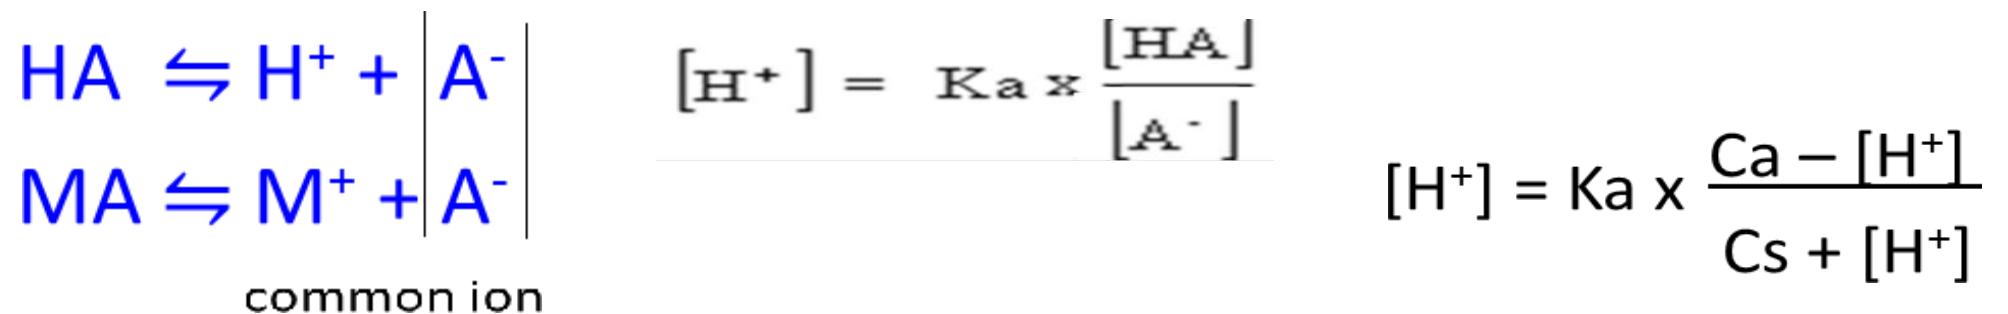 HA ⇋ H⁺ + A⁻
MA ⇋ M⁺ + A⁻
common ion
[H⁺] = Ka x [HA]
[A⁻]
[H⁺] = Ka x Ca – [H⁺]
Cs + [H⁺]